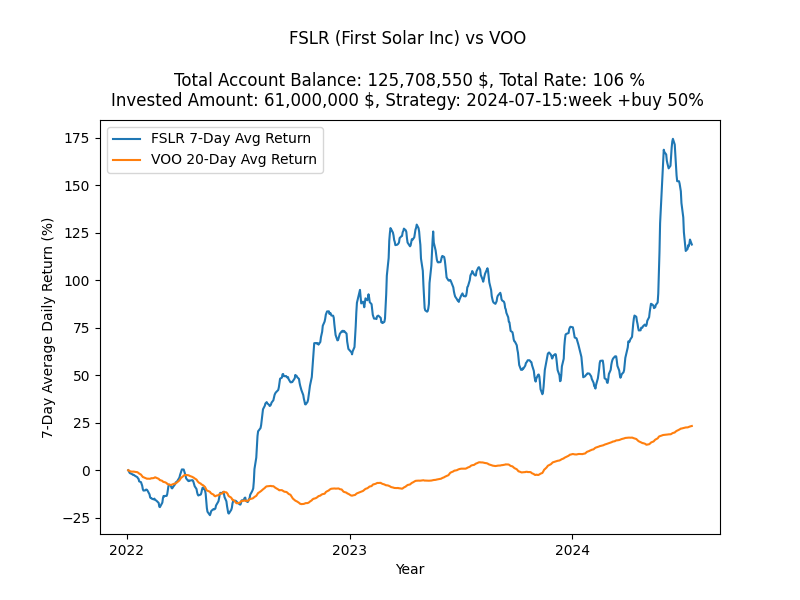 FSLR (First Solar Inc) vs VOO
Total Account Balance: 125,708,550 $, Total Rate: 106 %
Invested Amount: 61,000,000 $, Strategy: 2024-07-15:week +buy 50%
FSLR 7-Day Avg Return
VOO 20-Day Avg Return
7-Day Average Daily Return (%)
175
150
125
100
75
50
25
0
−25
2022
2023
2024
Year